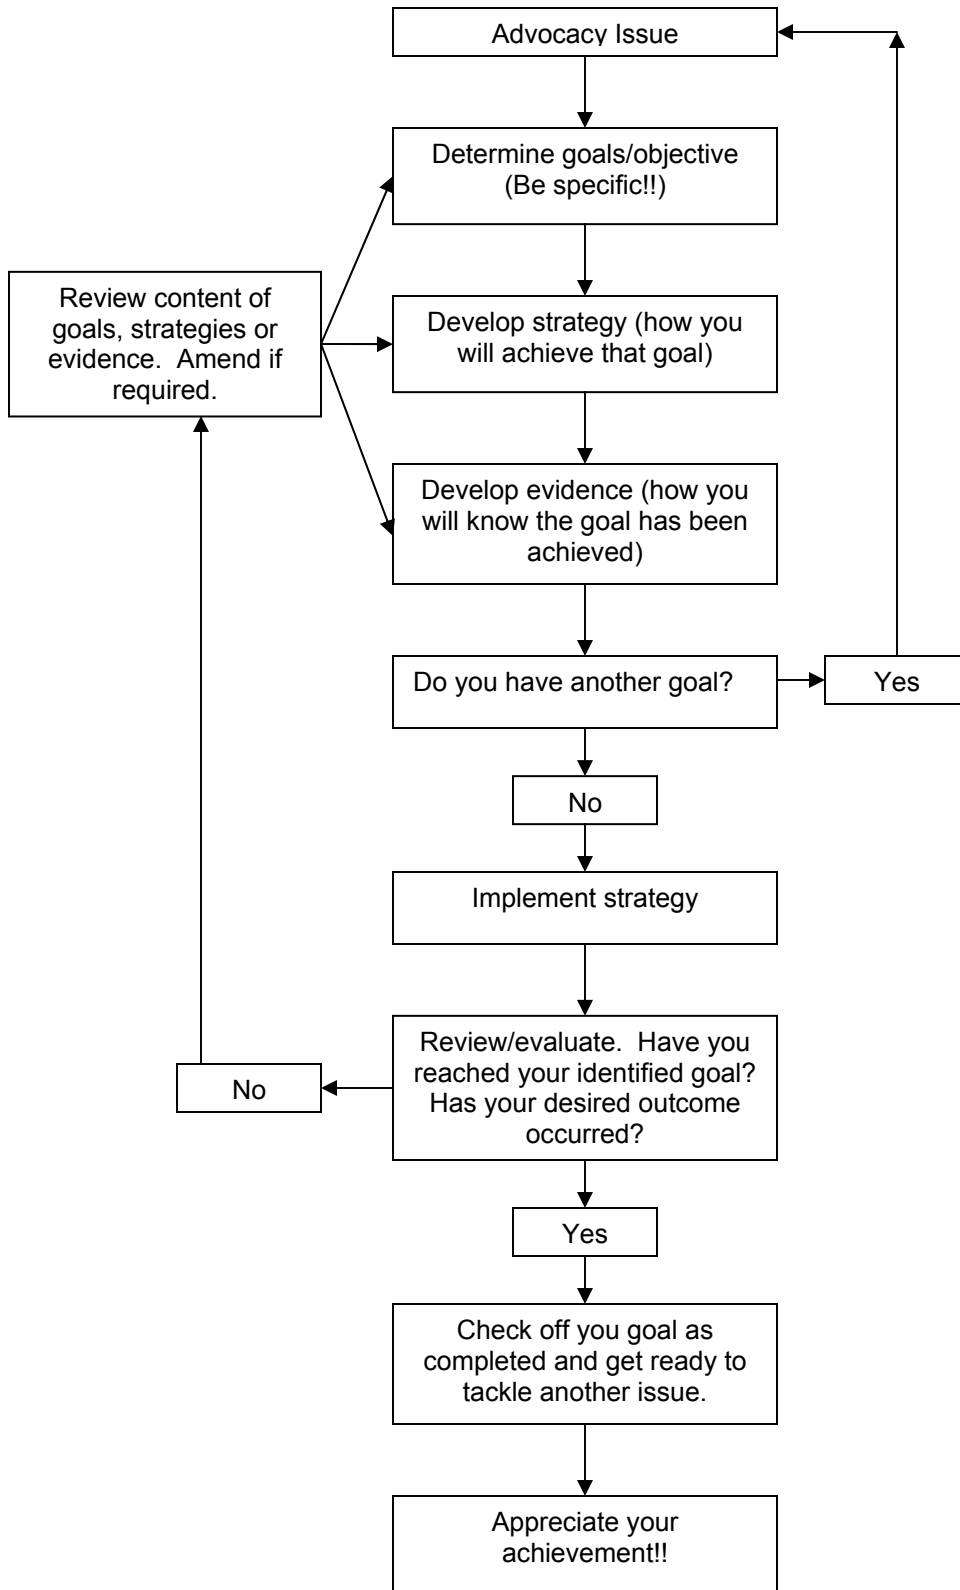 Advocacy Issue
Determine goals/objective
(Be specific!!)
Review content of
goals, strategies or
evidence.  Amend if
required.
Develop strategy (how you
will achieve that goal)
Develop evidence (how you
will know the goal has been
achieved)
Do you have another goal?
Yes
No
Implement strategy
Review/evaluate.  Have you
reached your identified goal?
Has your desired outcome
occurred?
No
Yes
Check off you goal as
completed and get ready to
tackle another issue.
Appreciate your
achievement!!